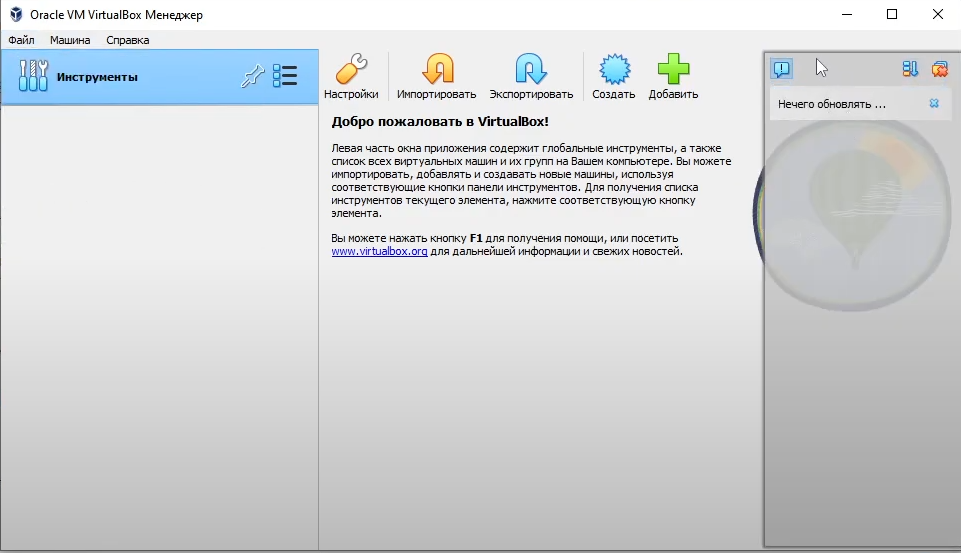 Oracle VM VirtualBox Менеджер
Файл Машина Справка
Инструменты
Настройки Импортировать Экспортировать Создать Добавить
Нечего обновлять ...
Добро пожаловать в VirtualBox!
Левая часть окна приложения содержит глобальные инструменты, а также
список всех виртуальных машин и их групп на Вашем компьютере. Вы можете
импортировать, добавлять и создавать новые машины, используя
соответствующие кнопки панели инструментов. Для получения списка
инструментов текущего элемента, нажмите соответствующую кнопку
элемента.
Вы можете нажать кнопку F1 для получения помощи, или посетить
www.virtualbox.org для дальнейшей информации и свежих новостей.